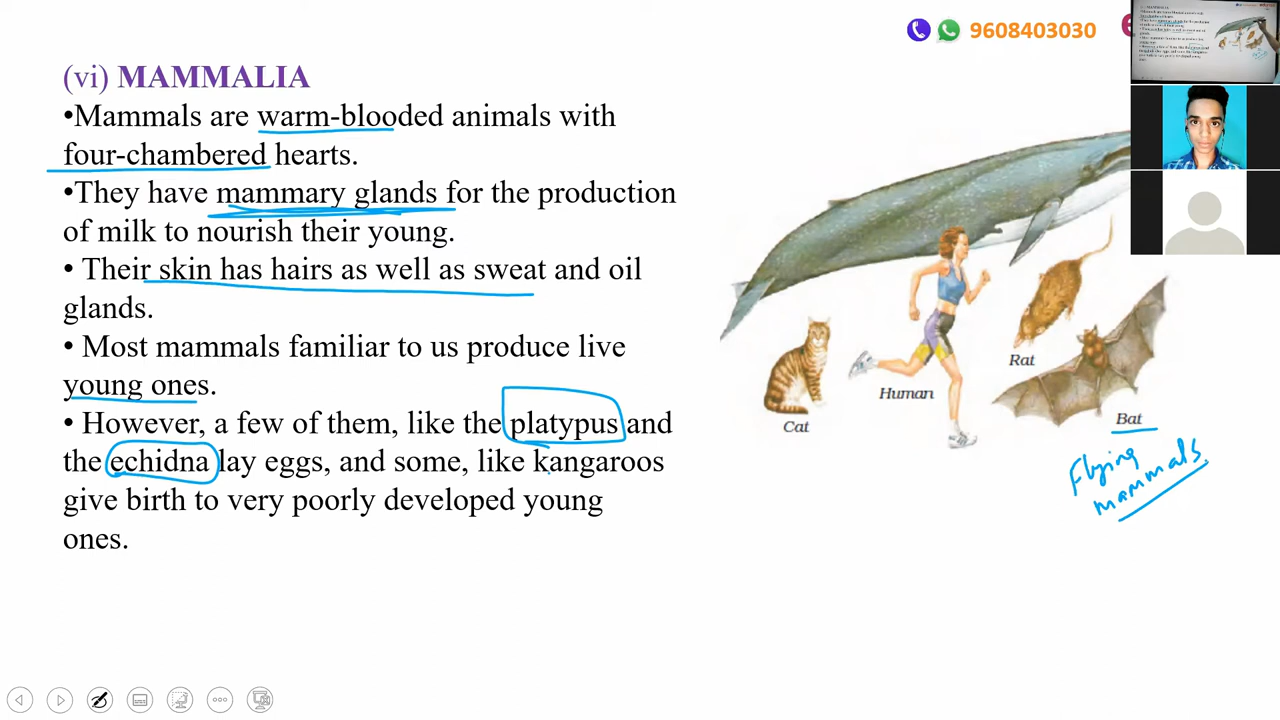 9608403030
(vi) MAMMALIA
•Mammals are warm-blooded animals with
four-chambered hearts.
•They have mammary glands for the production
of milk to nourish their young.
• Their skin has hairs as well as sweat and oil
glands.
• Most mammals familiar to us produce live
young ones.
• However, a few of them, like the platypus and
the echidna lay eggs, and some, like kangaroos
give birth to very poorly developed young
ones.
Cat
Human
Rat
Bat
Flying
mammals